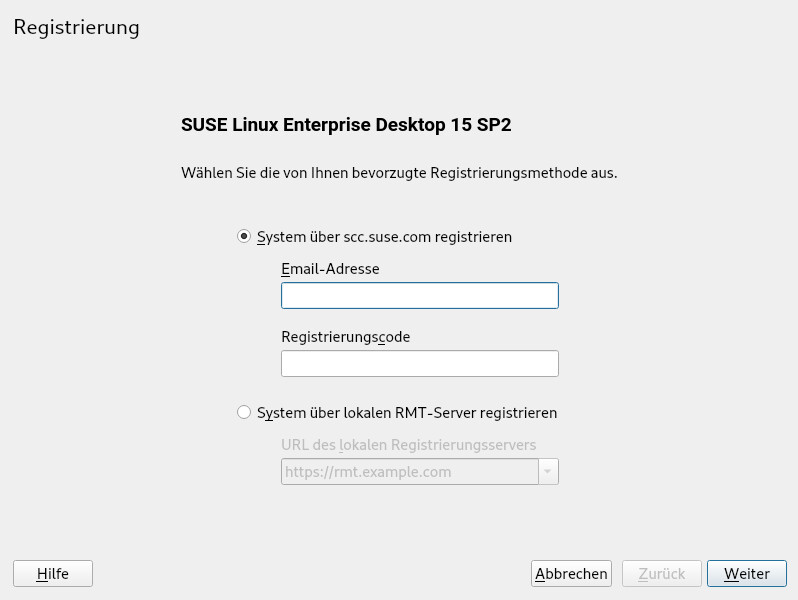 Registrierung
SUSE Linux Enterprise Desktop 15 SP2
Wählen Sie die von Ihnen bevorzugte Registrierungsmethode aus.
System über scc.suse.com registrieren
Email-Adresse
Registrierungscode
System über lokalen RMT-Server registrieren
URL des lokalen Registrierungsservers
https://rmt.example.com
Hilfe
Abbrechen
Zurück
Weiter